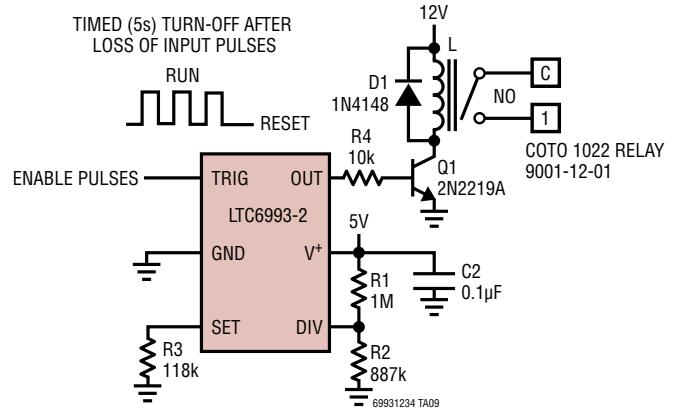 TIMED (5s) TURN-OFF AFTER
LOSS OF INPUT PULSES
RUN
RESET
12V
L
D1
1N4148
NO
C
1
COTO 1022 RELAY
9001-12-01
R4
10k
Q1
2N2219A
ENABLE PULSES
TRIG
OUT
LTC6993-2
GND
V+
SET
DIV
5V
R1
1M
C2
0.1µF
R3
118k
R2
887k
69931234 TA09